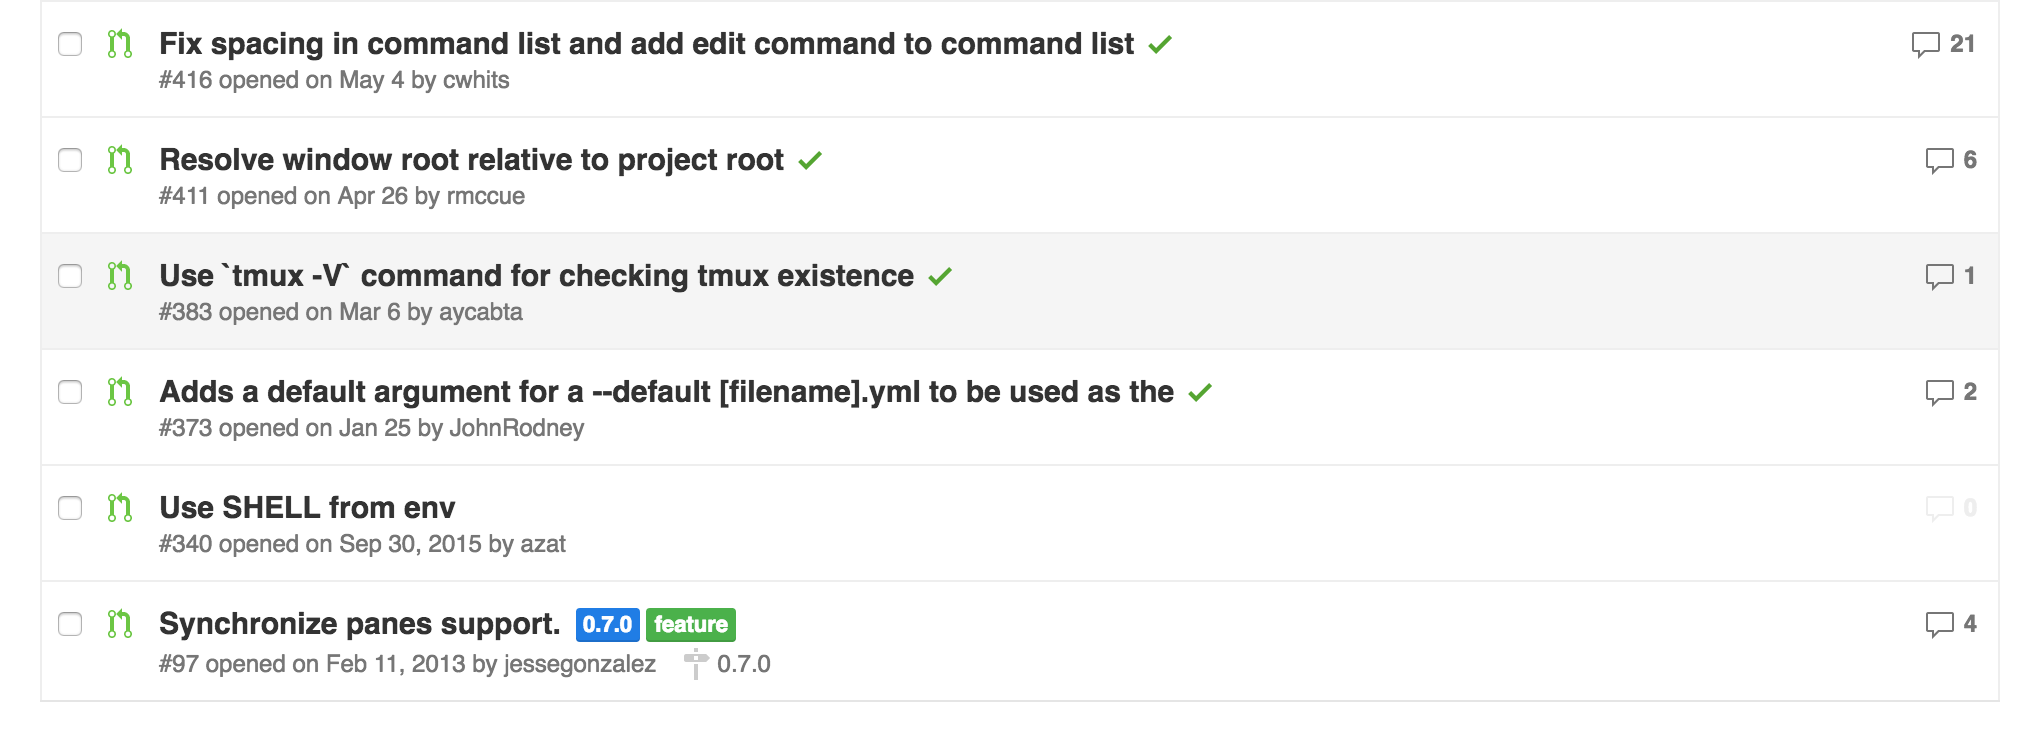 Fix spacing in command list and add edit command to command list 21
#416 opened on May 4 by cwhits
Resolve window root relative to project root 6
#411 opened on Apr 26 by rmccue
Use `tmux -V` command for checking tmux existence 1
#383 opened on Mar 6 by aycabta
Adds a default argument for a --default [filename].yml to be used as the 2
#373 opened on Jan 25 by JohnRodney
Use SHELL from env 0
#340 opened on Sep 30, 2015 by azat
Synchronize panes support. 0.7.0 feature 4
#97 opened on Feb 11, 2013 by jessegonzalez 0.7.0